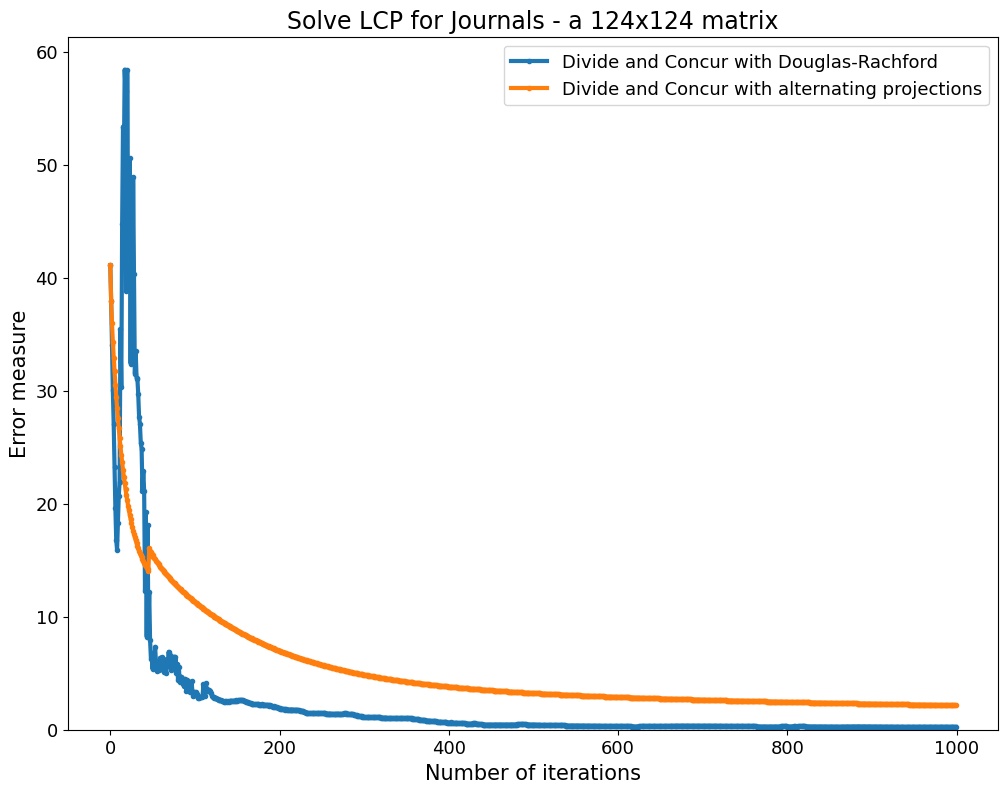 Solve LCP for Journals - a 124x124 matrix
Divide and Concur with Douglas-Rachford
Divide and Concur with alternating projections
Error measure
60
50
40
30
20
10
0
0 200 400 600 800 1000
Number of iterations